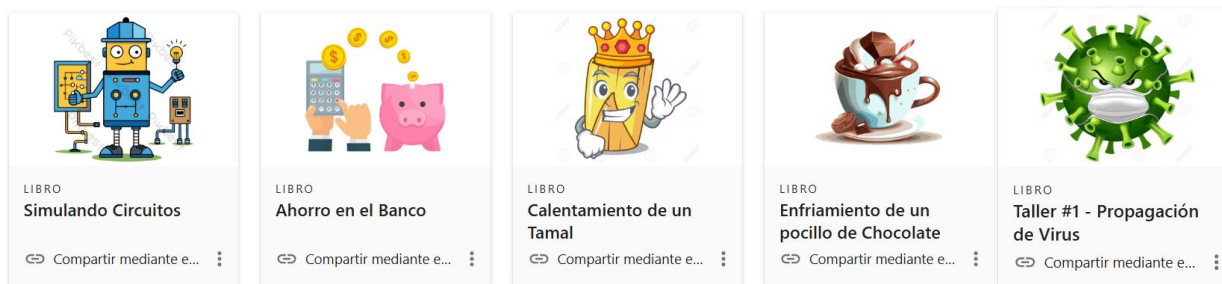 LIBRO
Simulando Circuitos
Compartir mediante e...
LIBRO
Ahorro en el Banco
Compartir mediante e...
LIBRO
Calentamiento de un
Tamal
Compartir mediante e...
LIBRO
Enfriamiento de un
pocillo de Chocolate
Compartir mediante e...
LIBRO
Taller #1 - Propagación
de Virus
Compartir mediante e...